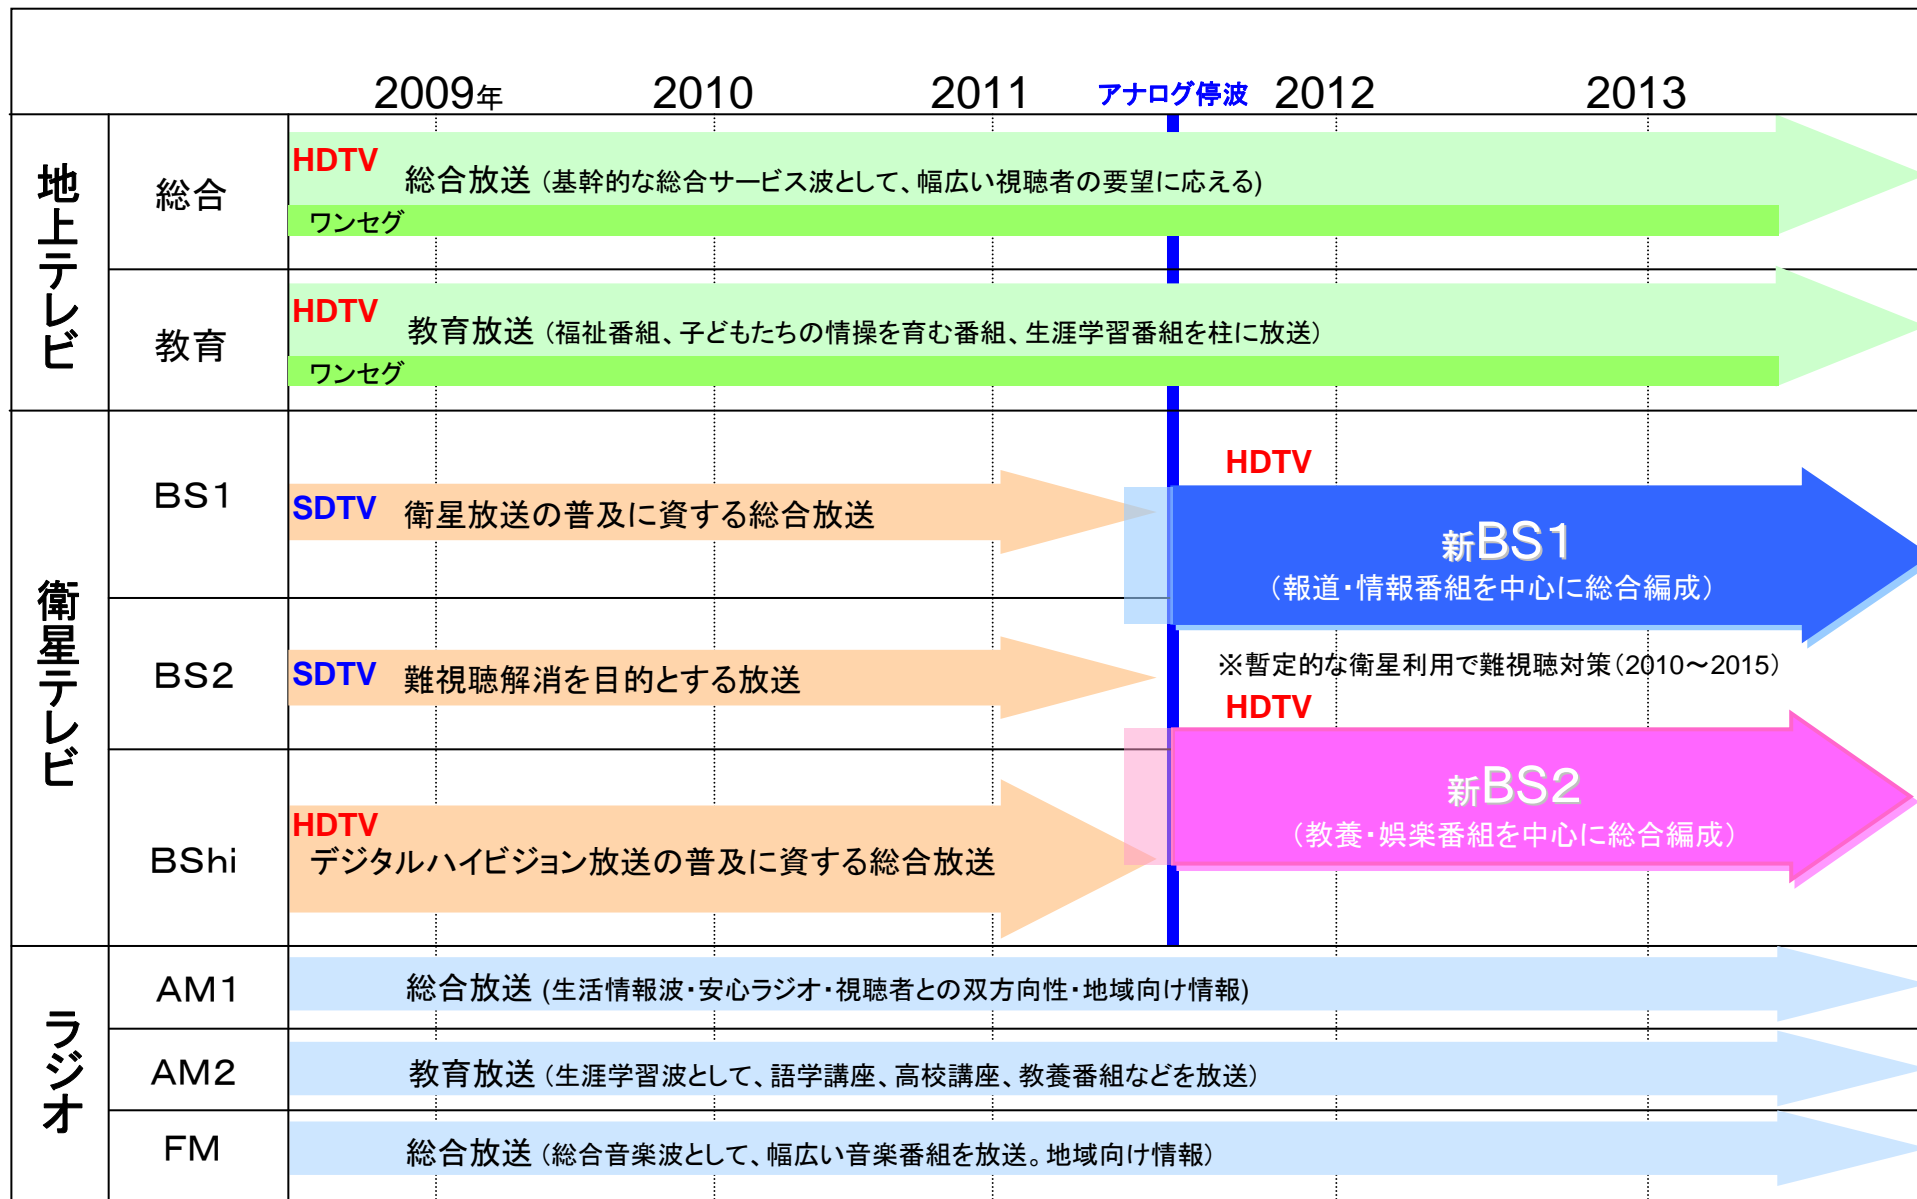 2009年 2010 2011 アナログ停波 2012 2013
地上テレビ
総合
HDTV
総合放送 (基幹的な総合サービス波として、幅広い視聴者の要望に応える)
ワンセグ
教育
HDTV
教育放送 (福祉番組、子どもたちの情操を育む番組、生涯学習番組を柱に放送)
ワンセグ
衛星テレビ
BS1
SDTV 衛星放送の普及に資する総合放送
HDTV
新BS1
(報道・情報番組を中心に総合編成)
BS2
SDTV 難視聴解消を目的とする放送
※暫定的な衛星利用で難視聴対策(2010～2015)
HDTV
新BS2
(教養・娯楽番組を中心に総合編成)
BShi
HDTV
デジタルハイビジョン放送の普及に資する総合放送
ラジオ
AM1
総合放送 (生活情報波・安心ラジオ・視聴者との双方向性・地域向け情報)
AM2
教育放送 (生涯学習波として、語学講座、高校講座、教養番組などを放送)
FM
総合放送 (総合音楽波として、幅広い音楽番組を放送。地域向け情報)